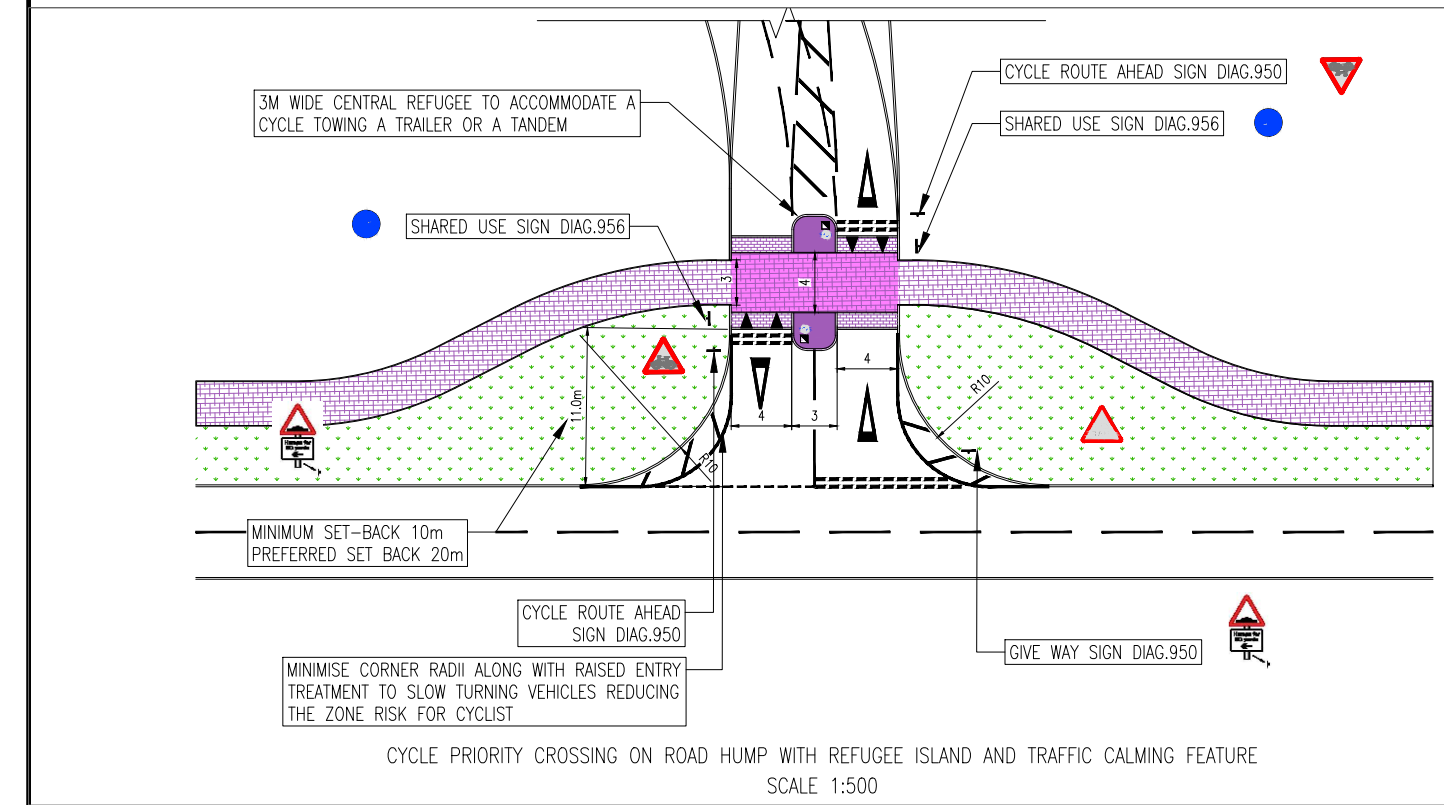 CYCLE ROUTE AHEAD SIGN DIAG.950
3M WIDE CENTRAL REFUGEE TO ACCOMMODATE A
CYCLE TOWING A TRAILER OR A TANDEM
SHARED USE SIGN DIAG.956
SHARED USE SIGN DIAG.956
3
4
4
11.0m
R10
R10
4
3
MINIMUM SET-BACK 10m
PREFERRED SET BACK 20m
CYCLE ROUTE AHEAD
SIGN DIAG.950
GIVE WAY SIGN DIAG.950
MINIMISE CORNER RADII ALONG WITH RAISED ENTRY
TREATMENT TO SLOW TURNING VEHICLES REDUCING
THE ZONE RISK FOR CYCLIST
CYCLE PRIORITY CROSSING ON ROAD HUMP WITH REFUGEE ISLAND AND TRAFFIC CALMING FEATURE
SCALE 1:500